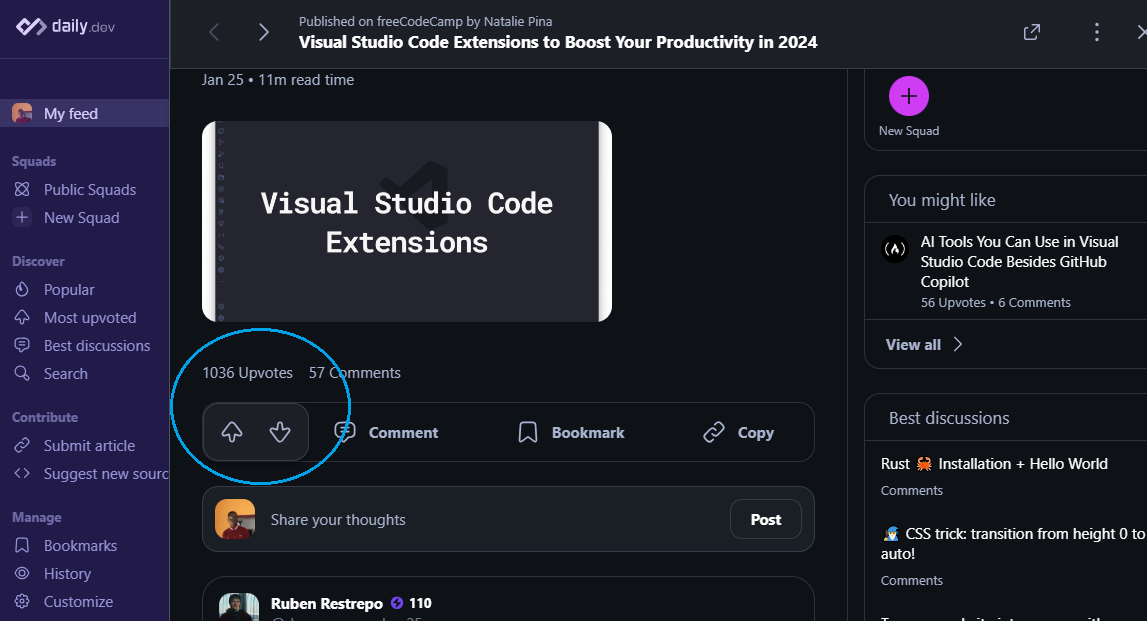 daily.dev
My feed
Squads
Public Squads
New Squad
Discover
Popular
Most upvoted
Best discussions
Search
Contribute
Submit article
Suggest new sourc
Manage
Bookmarks
History
Customize
Published on freeCodeCamp by Natalie Pina
Visual Studio Code Extensions to Boost Your Productivity in 2024
Jan 25 • 11m read time
Visual Studio Code
Extensions
1036 Upvotes 57 Comments
Comment Bookmark Copy
Share your thoughts Post
Ruben Restrepo 110
New Squad
You might like
AI Tools You Can Use in Visual
Studio Code Besides GitHub
Copilot
56 Upvotes • 6 Comments
View all
Best discussions
Rust 🦀 Installation + Hello World
Comments
🧙‍♂️ CSS trick: transition from height 0 to
auto!
Comments